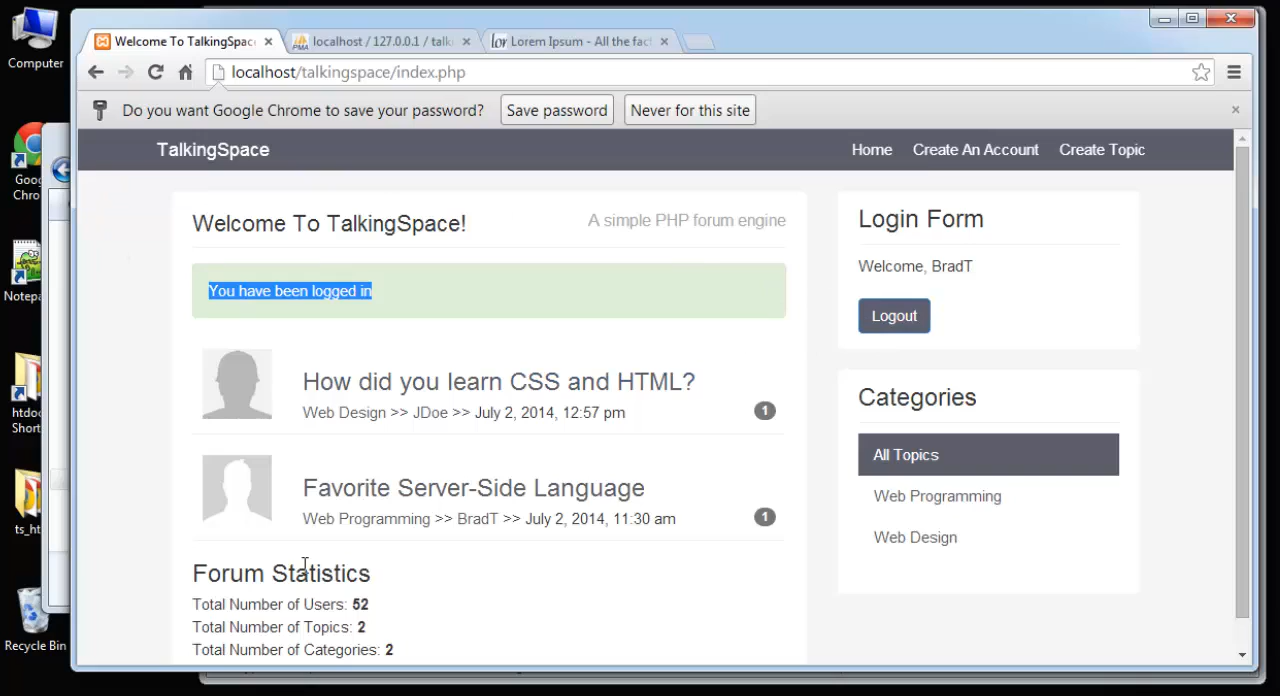 Computer
Goog
Chro
Notepa
htdoc
Short
ts_ht
Recycle Bin
Welcome To TalkingSpace
localhost / 127.0.0.1 / talk
Lorem Ipsum - All the fact
localhost/talkingspace/index.php
Do you want Google Chrome to save your password?
Save password
Never for this site
TalkingSpace
Home
Create An Account
Create Topic
Welcome To TalkingSpace!
A simple PHP forum engine
You have been logged in
How did you learn CSS and HTML?
Web Design >> JDoe >> July 2, 2014, 12:57 pm
1
Favorite Server-Side Language
Web Programming >> BradT >> July 2, 2014, 11:30 am
1
Forum Statistics
Total Number of Users: 52
Total Number of Topics: 2
Total Number of Categories: 2
Login Form
Welcome, BradT
Logout
Categories
All Topics
Web Programming
Web Design